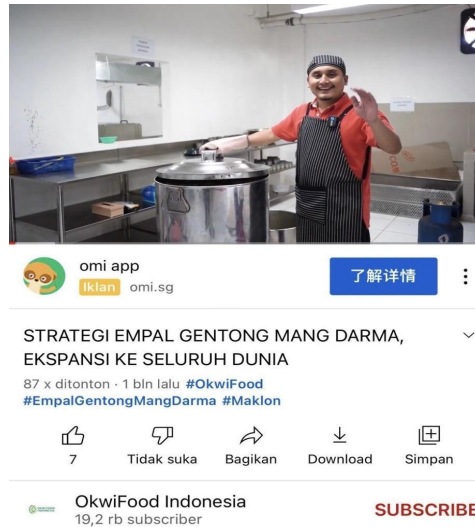 omi app
Iklan omi.sg
了解详情
STRATEGI EMPAL GENTONG MANG DARMA,
EKSPANSI KE SELURUH DUNIA
87 x ditonton · 1 bln lalu #OkwiFood
#EmpalGentongMangDarma #Maklon
7
Tidak suka
Bagikan
Download
Simpan
OkwiFood Indonesia
19,2 rb subscriber
SUBSCRIBE